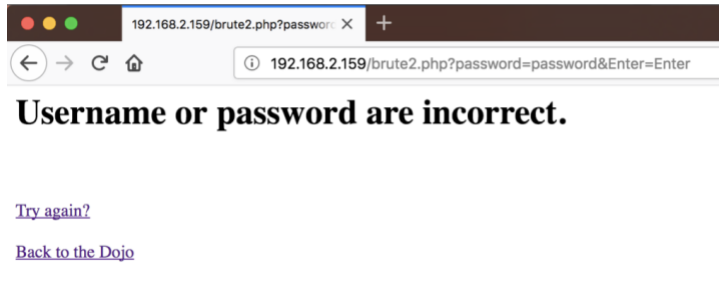 192.168.2.159/brute2.php?password
192.168.2.159/brute2.php?password=password&Enter=Enter
Username or password are incorrect.
Try again?
Back to the Dojo